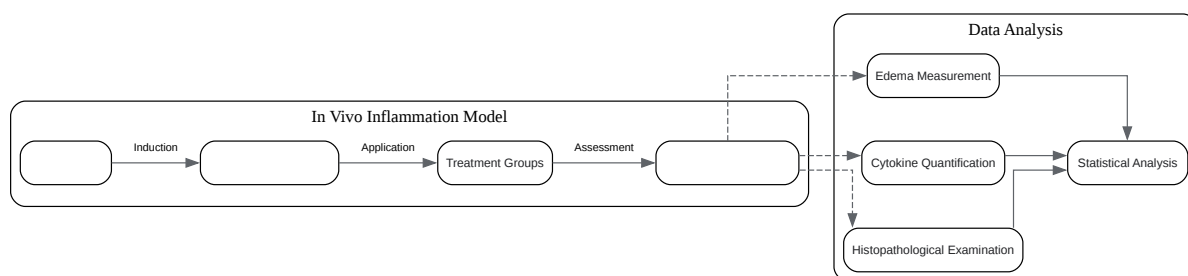 Data Analysis
Edema Measurement
In Vivo Inflammation Model
Induction
Application
Treatment Groups
Assessment
Cytokine Quantification
Statistical Analysis
Histopathological Examination